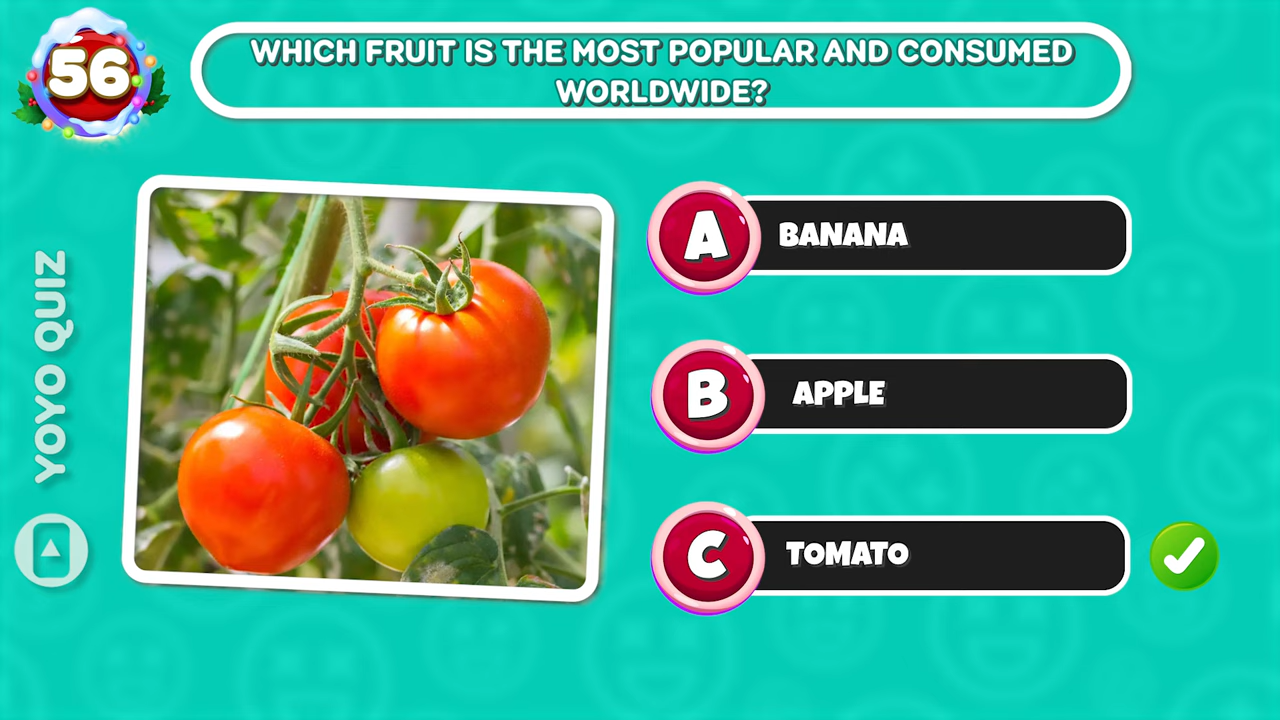 56
WHICH FRUIT IS THE MOST POPULAR AND CONSUMED
WORLDWIDE?
YOYO QUIZ
A BANANA
B APPLE
C TOMATO